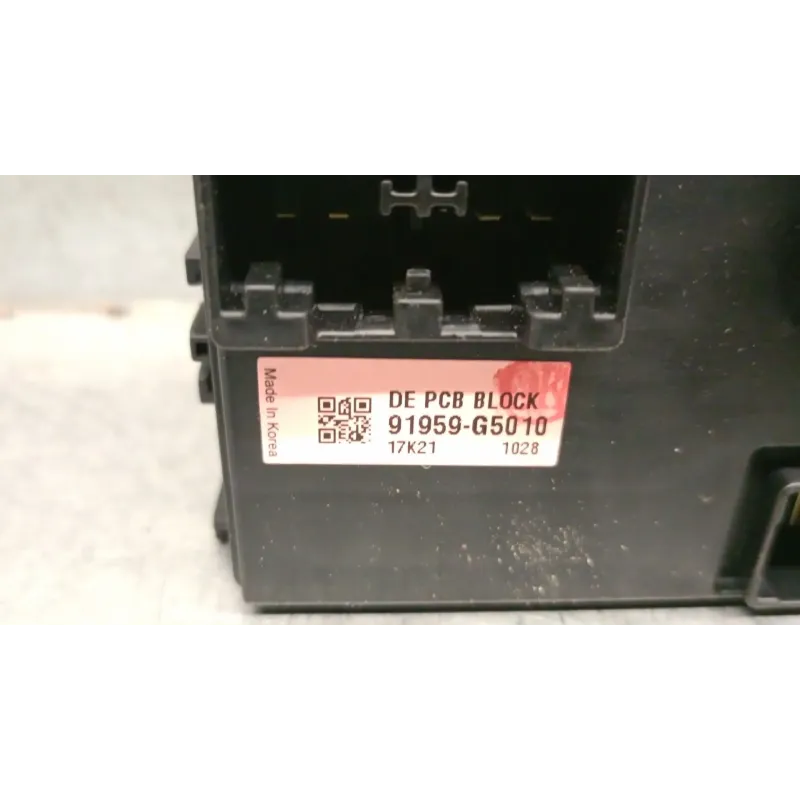 Made In Korea
DE PCB BLOCK
91959-G5010
17K21 1028